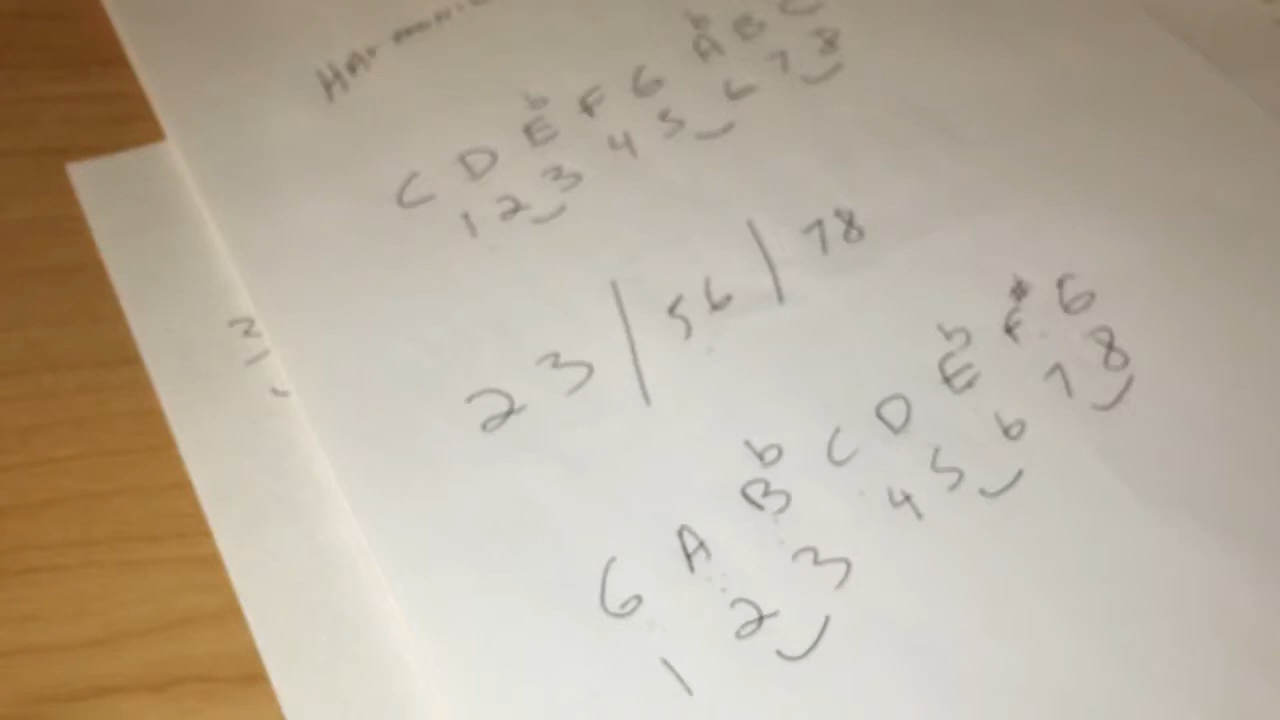 C D E♭ F G A♭ B C
1 2 3 4 5 6 7 8
2 3 | 5 6 | 7 8
G A B♭ C D E♭ F# G
1 2 3 4 5 6 7 8